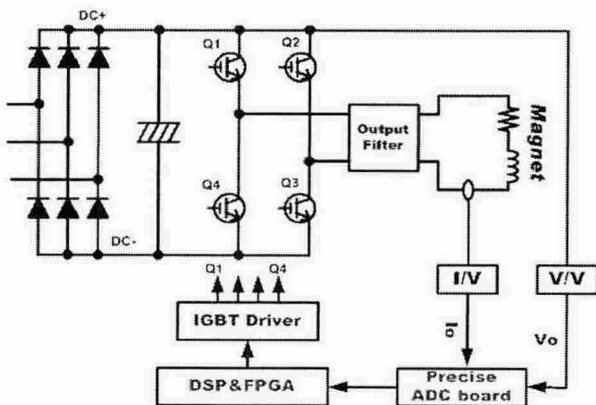 DC+
Q1
Q2
Output
Filter
Magnet
Q4
Q3
DC-
Q1
Q4
I/V
V/V
IGBT Driver
Io
Vo
DSP&FPGA
Precise
ADC board